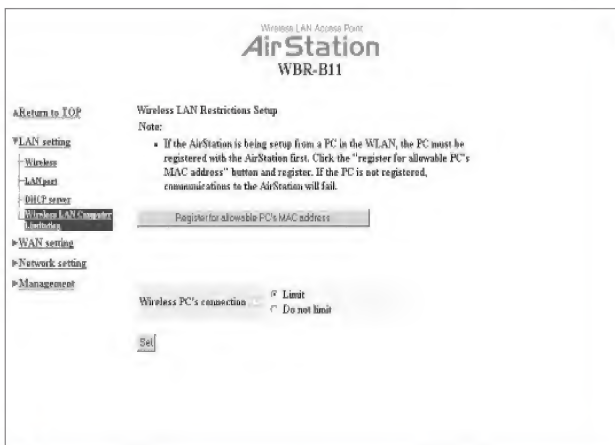 Wireless LAN Access Point
AirStation
WBR-B11
Return to TOP
LAN setting
Wireless
LAN port
DHCP server
Wireless LAN Computer
Limitation
WAN setting
Network setting
Management
Wireless LAN Restrictions Setup
Note:
If the AirStation is being setup from a PC in the WLAN, the PC must be
registered with the AirStation first. Click the "register for allowable PC's
MAC address" button and register. If the PC is not registered,
communications to the AirStation will fail.
Register for allowable PC's MAC address
Wireless PC's connection
Limit
Do not limit
Set